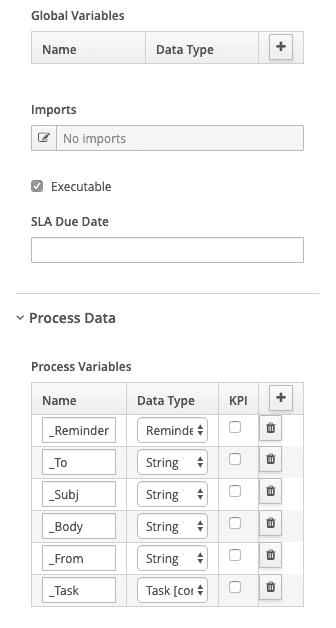 Global Variables
Name Data Type +
Imports
No imports
Executable
SLA Due Date
Process Data
Process Variables
Name Data Type KPI +
_Reminder Reminde
_To String
_Subj String
_Body String
_From String
_Task Task [cor